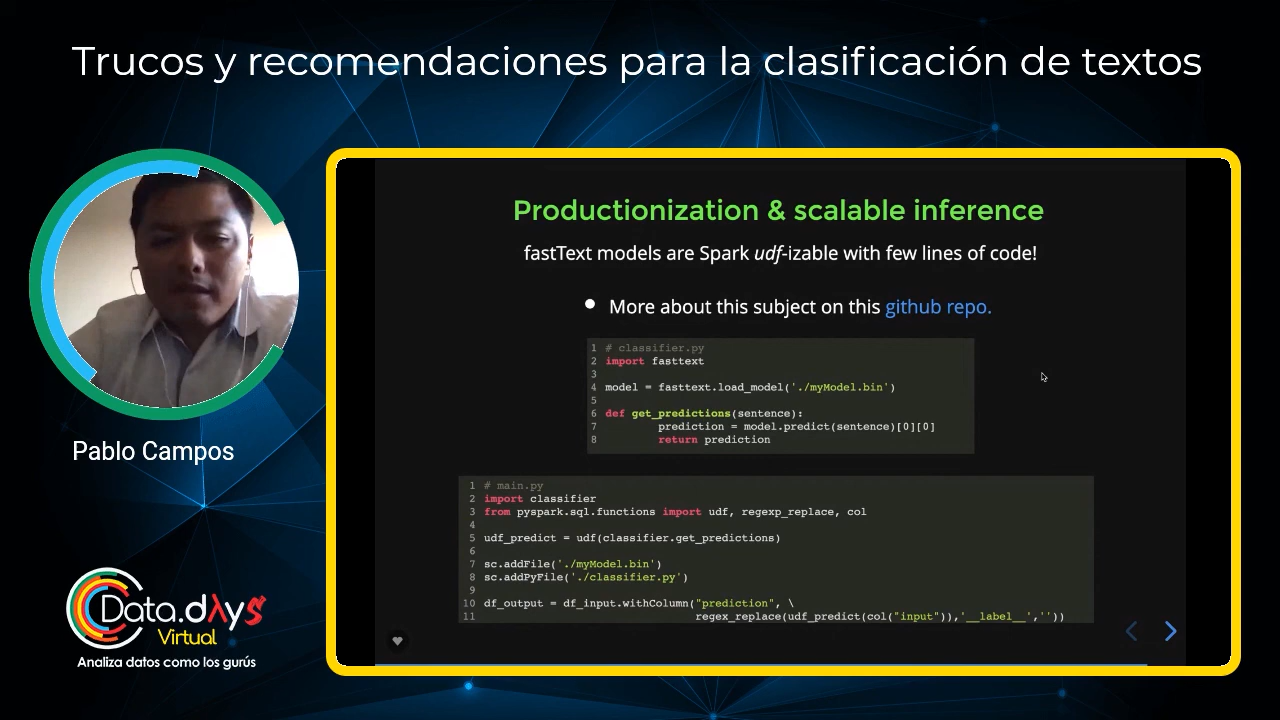 Trucos y recomendaciones para la clasificación de textos
Pablo Campos
Data.dAys
Virtual
Analiza datos como los gurús
Productionization & scalable inference
fastText models are Spark udf-izable with few lines of code!
More about this subject on this github repo.
1 # classifier.py
2 import fasttext
3
4 model = fasttext.load_model('./myModel.bin')
5
6 def get_predictions(sentence):
7 prediction = model.predict(sentence)[0][0]
8 return prediction
1 # main.py
2 import classifier
3 from pyspark.sql.functions import udf, regexp_replace, col
4
5 udf_predict = udf(classifier.get_predictions)
6
7 sc.addFile('./myModel.bin')
8 sc.addPyFile('./classifier.py')
9
10 df_output = df_input.withColumn("prediction", \
11 regex_replace(udf_predict(col("input")),'__label__',''))